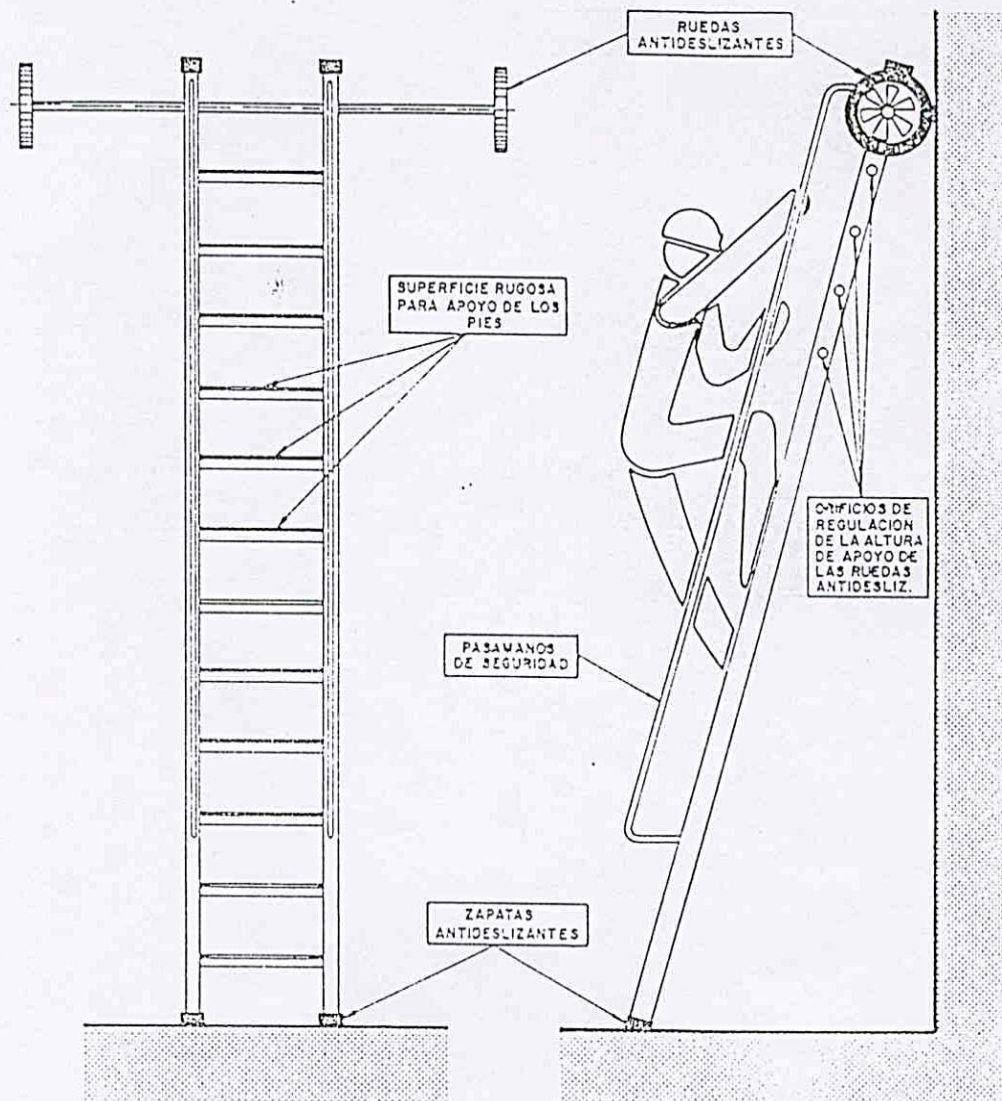 RUEDAS
ANTIDESLIZANTES
SUPERFICIE RUGOSA
PARA APOYO DE LOS
PIES
ORIFICIOS DE
REGULACION
DE LA ALTURA
DE APOYO DE
LAS RUEDAS
ANTIDESLIZ.
PASAMANOS
DE SEGURIDAD
ZAPATAS
ANTIDESLIZANTES